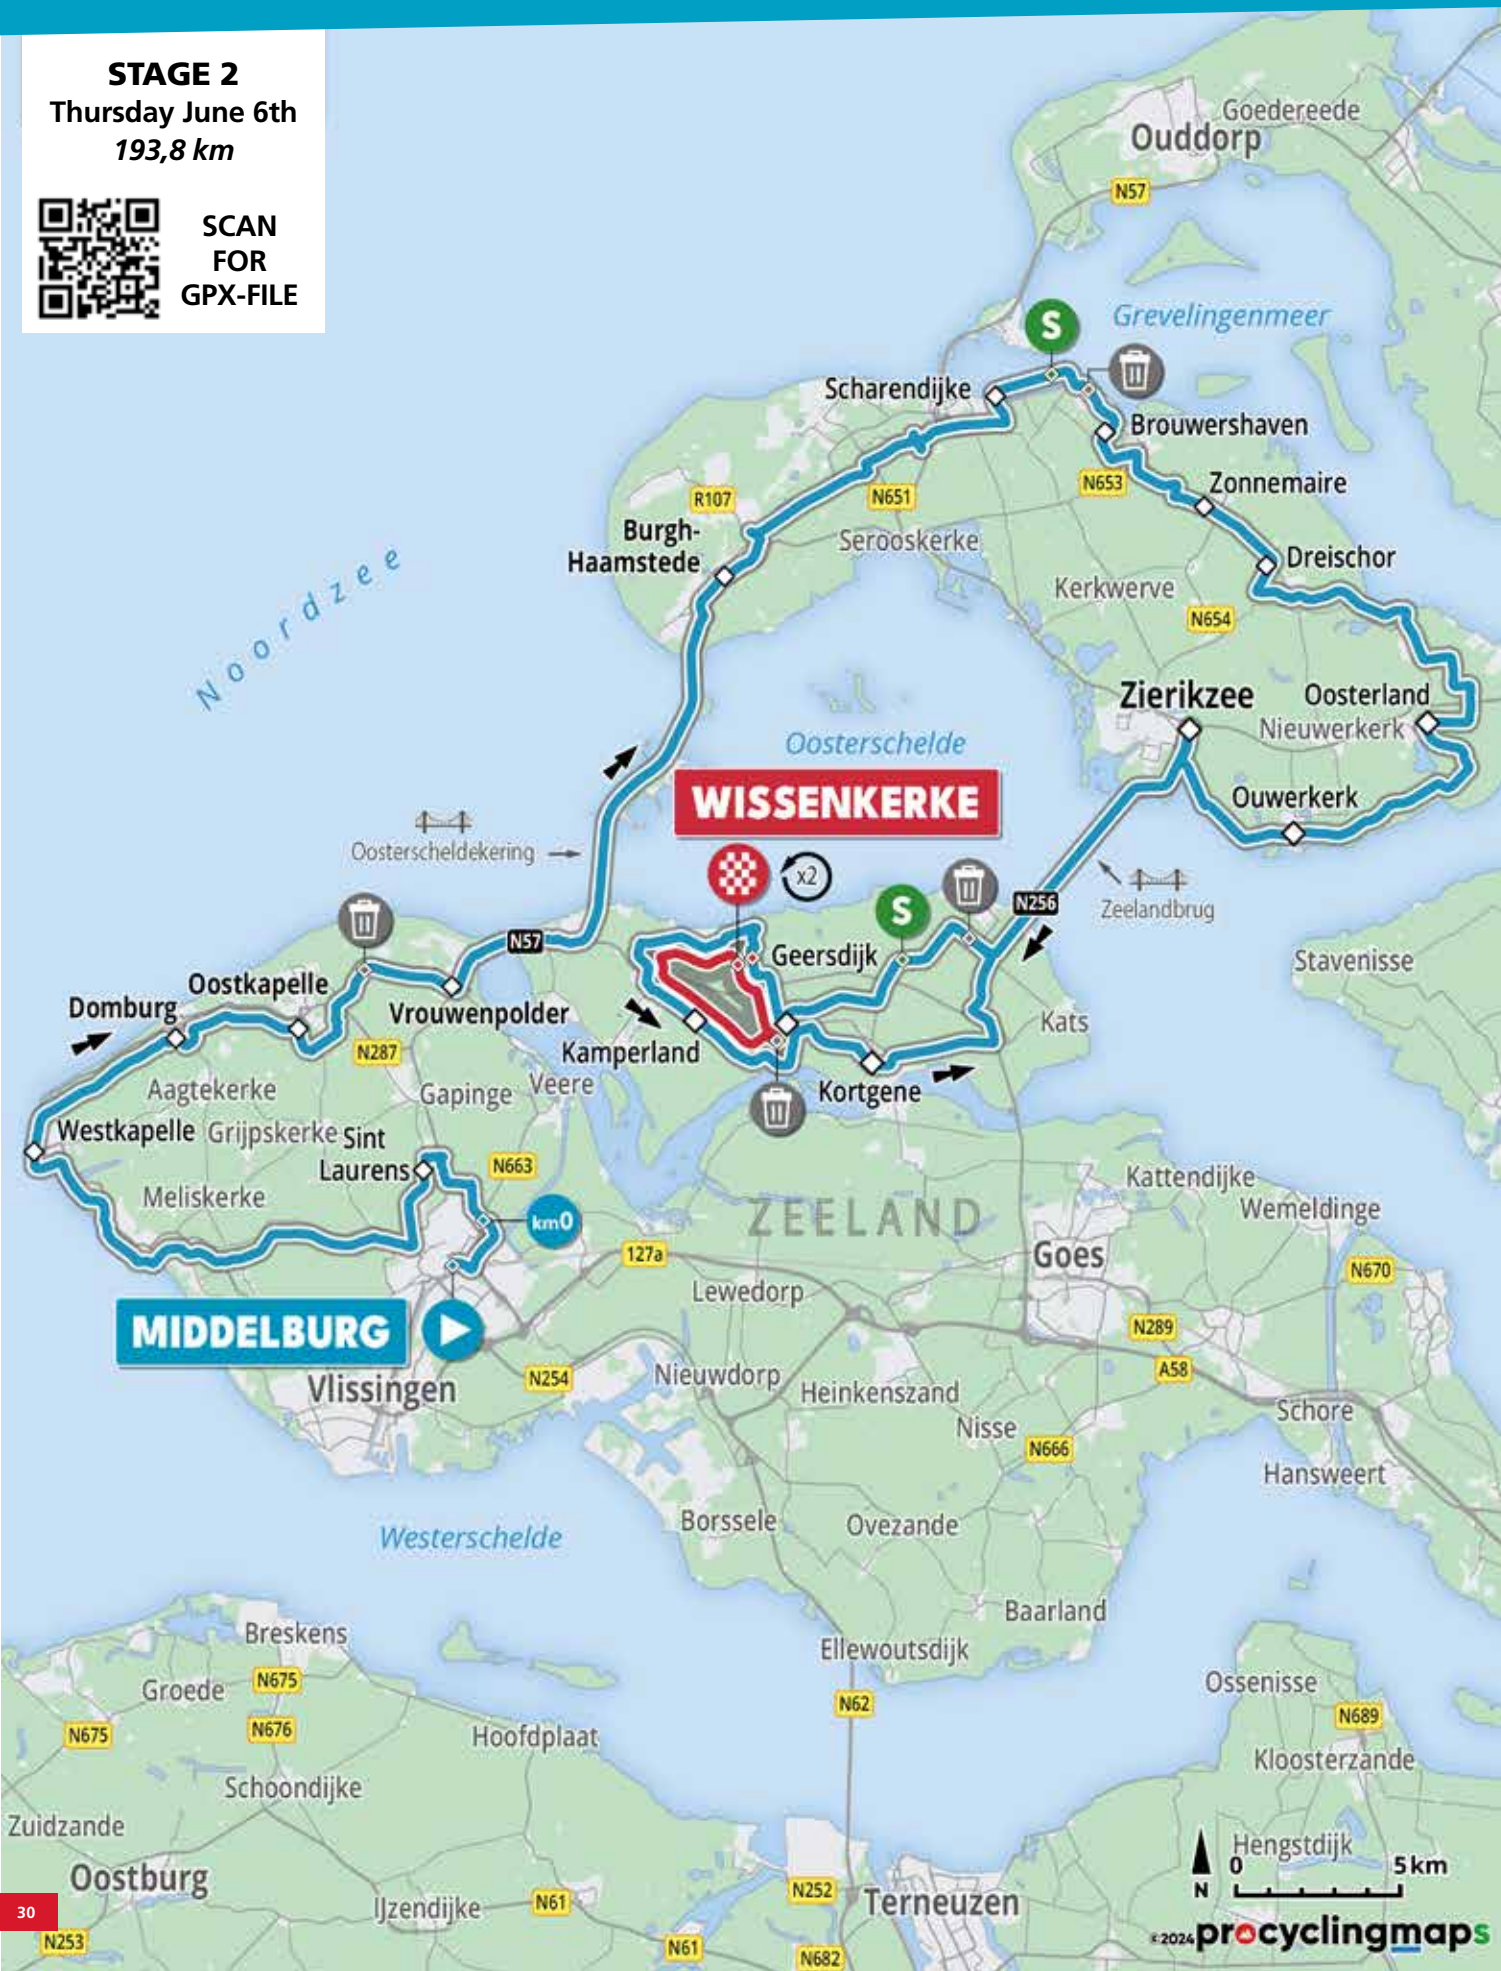 STAGE 2
Thursday June 6th
193,8 km
SCAN
FOR
GPX-FILE
Goedereede
Ouddorp
N57
Grevelingenmeer
S
Scharendijke
Brouwershaven
N653
Zonnemaire
R107
N651
Burgh-
Haamstede
Serooskerke
Dreischor
Kerkwerve
N654
Noordzee
Zierikzee
Oosterland
Nieuwerkerk
Oosterschelde
WISSENKERKE
Ouwerkerk
Oosterscheldekering
x2
S
N256
Zeelandbrug
N57
Geersdijk
Stavenisse
Oostkapelle
Domburg
Vrouwenpolder
Kats
N287
Kamperland
Aagtekerke
Gapinge
Veere
Kortgene
Westkapelle
Grijpskerke
Sint
Laurens
N663
Kattendijke
Meliskerke
Wemeldinge
km0
ZEELAND
127a
Goes
N670
Lewedorp
MIDDELBURG
N289
A58
Vlissingen
N254
Nieuwdorp
Heinkenszand
Schore
Nisse
N666
Hansweert
Borssele
Ovezande
Westerschelde
Baarland
Breskens
Ellewoutsdijk
Groede
N675
Ossenisse
N62
N689
N675
N676
Hoofdplaat
Kloosterzande
Schoondijke
Zuidzande
Hengstdijk
0
5km
N
Oostburg
IJzendijke
N61
N252
Terneuzen
30
N253
N61
N682
©2024 procyclingmaps